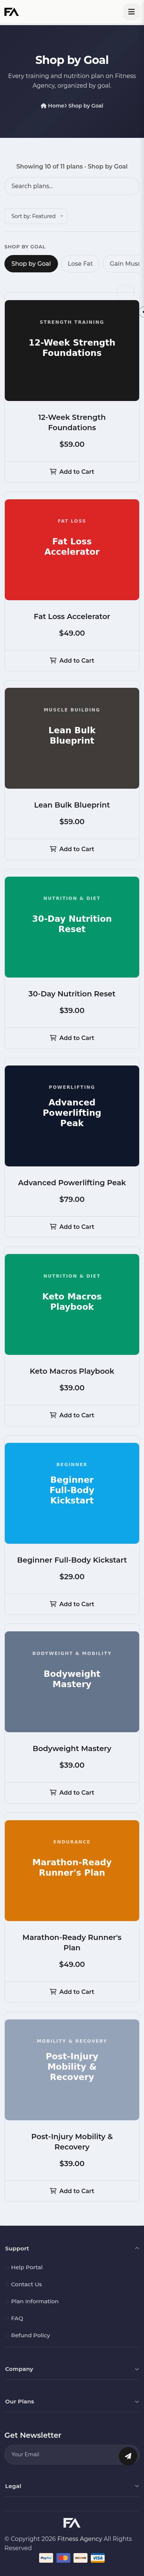 FA
Shop by Goal
Every training and nutrition plan on Fitness
Agency, organized by goal.
Home> Shop by Goal
Showing 10 of 11 plans · Shop by Goal
Search plans...
Sort by: Featured
SHOP BY GOAL
Shop by Goal
Lose Fat
Gain Musc
STRENGTH TRAINING
12-Week Strength
Foundations
12-Week Strength
Foundations
$59.00
Add to Cart
FAT LOSS
Fat Loss
Accelerator
Fat Loss Accelerator
$49.00
Add to Cart
MUSCLE BUILDING
Lean Bulk
Blueprint
Lean Bulk Blueprint
$59.00
Add to Cart
NUTRITION & DIET
30-Day Nutrition
Reset
30-Day Nutrition Reset
$39.00
Add to Cart
POWERLIFTING
Advanced
Powerlifting
Peak
Advanced Powerlifting Peak
$79.00
Add to Cart
NUTRITION & DIET
Keto Macros
Playbook
Keto Macros Playbook
$39.00
Add to Cart
BEGINNER
Beginner
Full-Body
Kickstart
Beginner Full-Body Kickstart
$29.00
Add to Cart
BODYWEIGHT & MOBILITY
Bodyweight
Mastery
Bodyweight Mastery
$39.00
Add to Cart
ENDURANCE
Marathon-Ready
Runner's Plan
Marathon-Ready Runner's
Plan
$49.00
Add to Cart
MOBILITY & RECOVERY
Post-Injury
Mobility &
Recovery
Post-Injury Mobility &
Recovery
$39.00
Add to Cart
Support
Help Portal
Contact Us
Plan Information
FAQ
Refund Policy
Company
Our Plans
Get Newsletter
Your Email
Legal
FA
© Copyright 2026 Fitness Agency All Rights
Reserved
PayPal
VISA